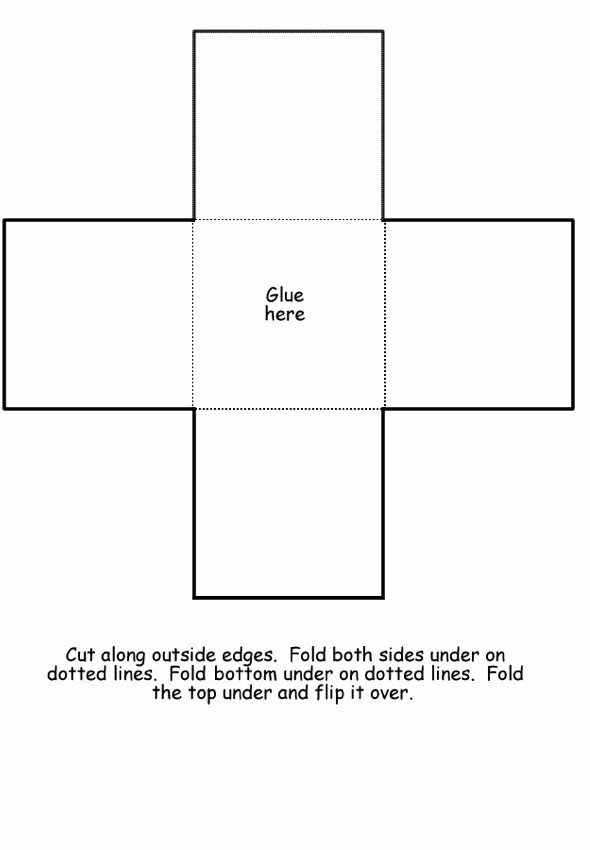 Glue
here
Cut along outside edges.  Fold both sides under on
dotted lines.  Fold bottom under on dotted lines.  Fold
the top under and flip it over.